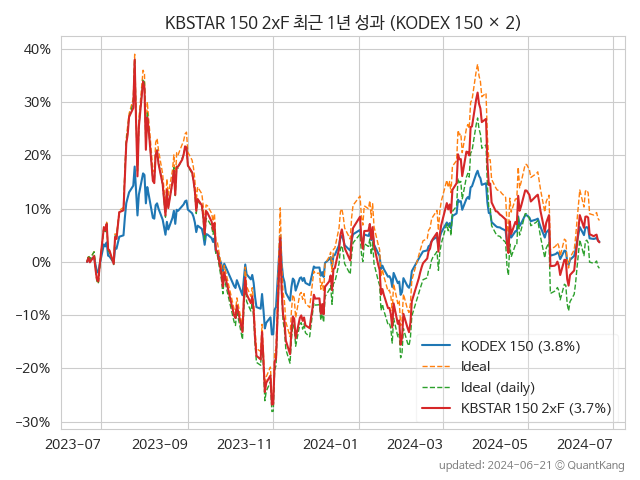 KBSTAR 150 2xF 최근 1년 성과 (KODEX 150 × 2)
40%
30%
20%
10%
0%
−10%
−20%
−30%
KODEX 150 (3.8%)
Ideal
Ideal (daily)
KBSTAR 150 2xF (3.7%)
2023-07 2023-09 2023-11 2024-01 2024-03 2024-05 2024-07
updated: 2024-06-21 © QuantKang